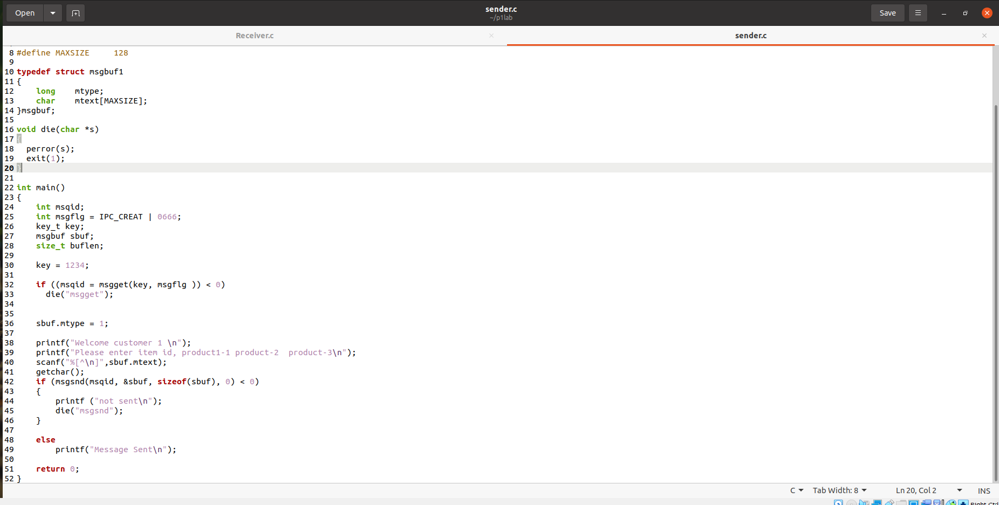 Open
sender.c
~/p1lab
Save
Receiver.c
sender.c
8 #define MAXSIZE     128
9
10 typedef struct msgbuf1
11 {
12     long    mtype;
13     char    mtext[MAXSIZE];
14 }msgbuf;
15
16 void die(char *s)
17 {
18   perror(s);
19   exit(1);
20 }
21
22 int main()
23 {
24     int msqid;
25     int msgflg = IPC_CREAT | 0666;
26     key_t key;
27     msgbuf sbuf;
28     size_t buflen;
29
30     key = 1234;
31
32     if ((msqid = msgget(key, msgflg )) < 0)
33       die("msgget");
34
35
36     sbuf.mtype = 1;
37
38     printf("Welcome customer 1 \n");
39     printf("Please enter item id, product1-1 product-2  product-3\n");
40     scanf("%[^\n]",sbuf.mtext);
41     getchar();
42     if (msgsnd(msqid, &sbuf, sizeof(sbuf), 0) < 0)
43     {
44         printf ("not sent\n");
45         die("msgsnd");
46     }
47
48     else
49         printf("Message Sent\n");
50
51     return 0;
52 }
C
Tab Width: 8
Ln 20, Col 2
INS
Right Ctrl